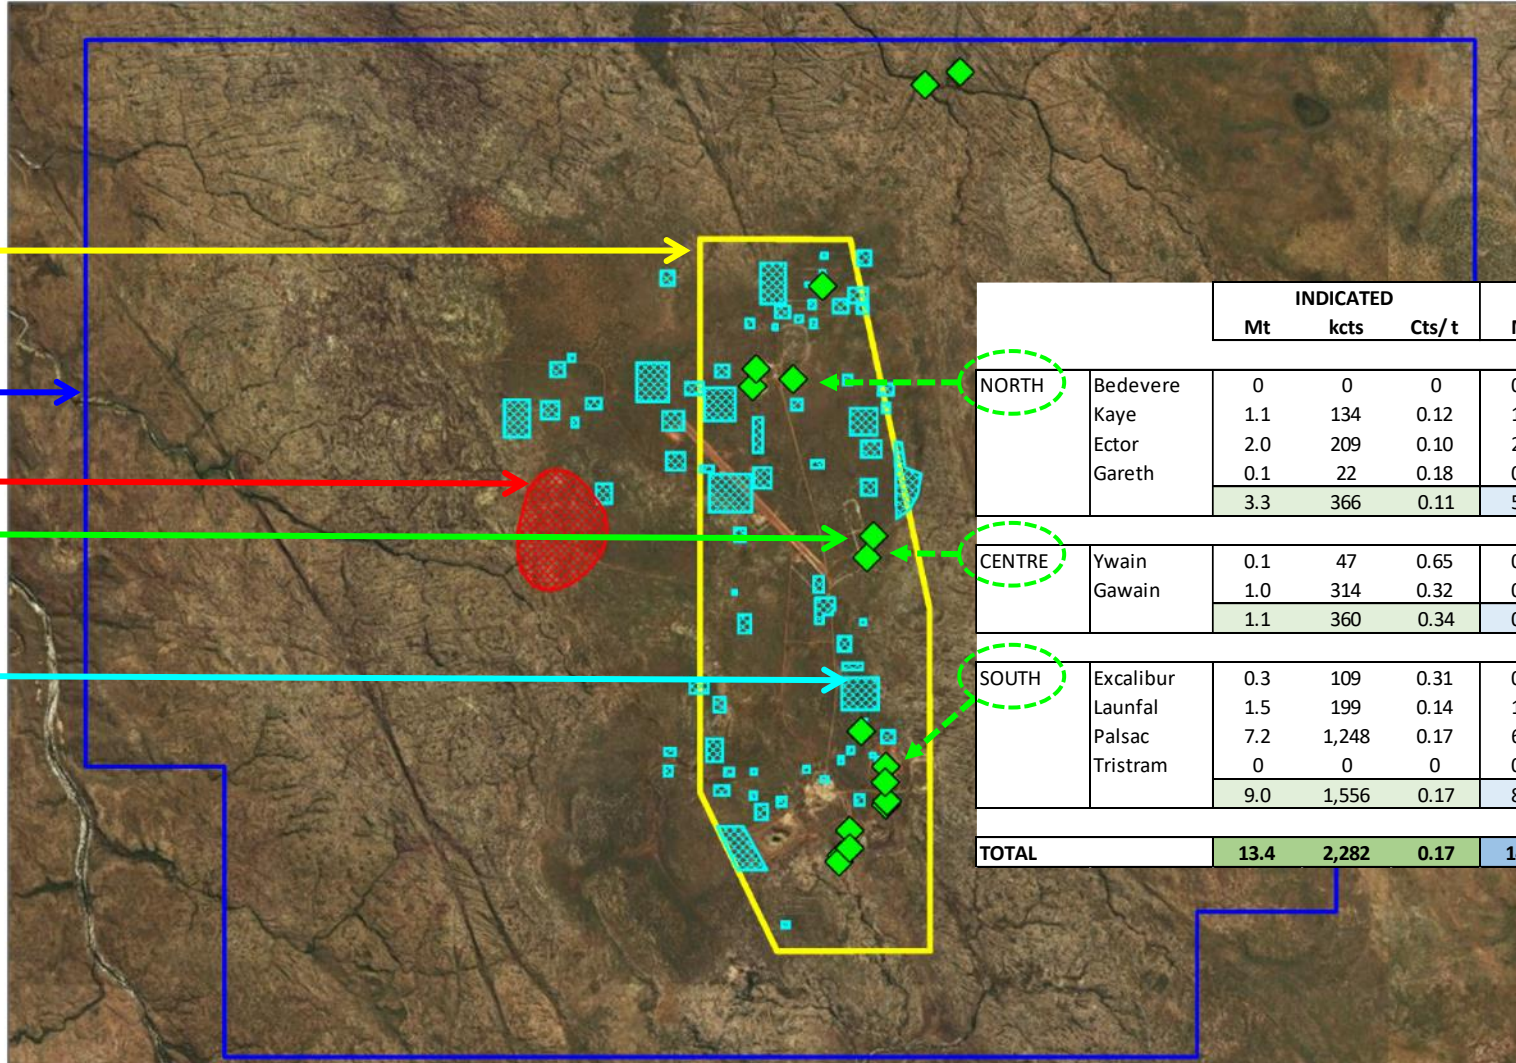 INDICATED
Mt kcts Cts/ t
NORTH Bedevere 0 0 0
Kaye 1.1 134 0.12
Ector 2.0 209 0.10
Gareth 0.1 22 0.18
3.3 366 0.11
CENTRE Ywain 0.1 47 0.65
Gawain 1.0 314 0.32
1.1 360 0.34
SOUTH Excalibur 0.3 109 0.31
Launfal 1.5 199 0.14
Palsac 7.2 1,248 0.17
Tristram 0 0 0
9.0 1,556 0.17
TOTAL 13.4 2,282 0.17